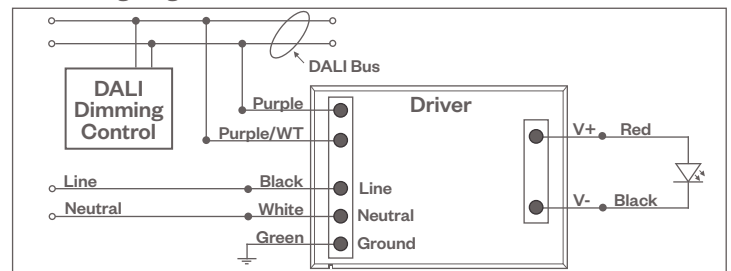 DALI Bus
DALI
Dimming
Control
Driver
Purple
Purple/WT
V+ Red
Line Black Line
V- Black
Neutral White Neutral
Green Ground